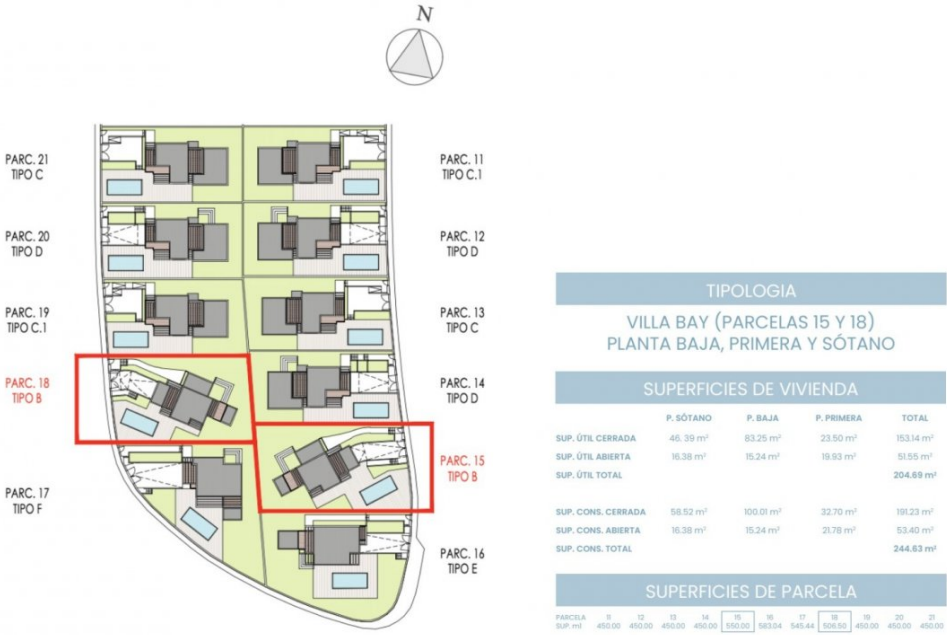 N
PARC. 21
TIPO C
PARC. 11
TIPO C.1
PARC. 20
TIPO D
PARC. 12
TIPO D
PARC. 19
TIPO C.1
PARC. 13
TIPO C
PARC. 18
TIPO B
PARC. 14
TIPO D
PARC. 15
TIPO B
PARC. 17
TIPO F
PARC. 16
TIPO E
TIPOLOGIA
VILLA BAY (PARCELAS 15 Y 18)
PLANTA BAJA, PRIMERA Y SÓTANO
SUPERFICIES DE VIVIENDA
P. SÓTANO P. BAJA P. PRIMERA TOTAL
SUP. ÚTIL CERRADA 46. 39 m² 83.25 m² 23.50 m² 153.14 m²
SUP. ÚTIL ABIERTA 16.38 m² 15.24 m² 19.93 m² 51.55 m²
SUP. ÚTIL TOTAL 204.69 m²
SUP. CONS. CERRADA 58.52 m² 100.01 m² 32.70 m² 191.23 m²
SUP. CONS. ABIERTA 16.38 m² 15.24 m² 21.78 m² 53.40 m²
SUP. CONS. TOTAL 244.63 m²
SUPERFICIES DE PARCELA
PARCELA 11 12 13 14 15 16 17 18 19 20 21
SUP. m² 450.00 450.00 450.00 450.00 550.00 583.04 545.44 506.50 450.00 450.00 450.00